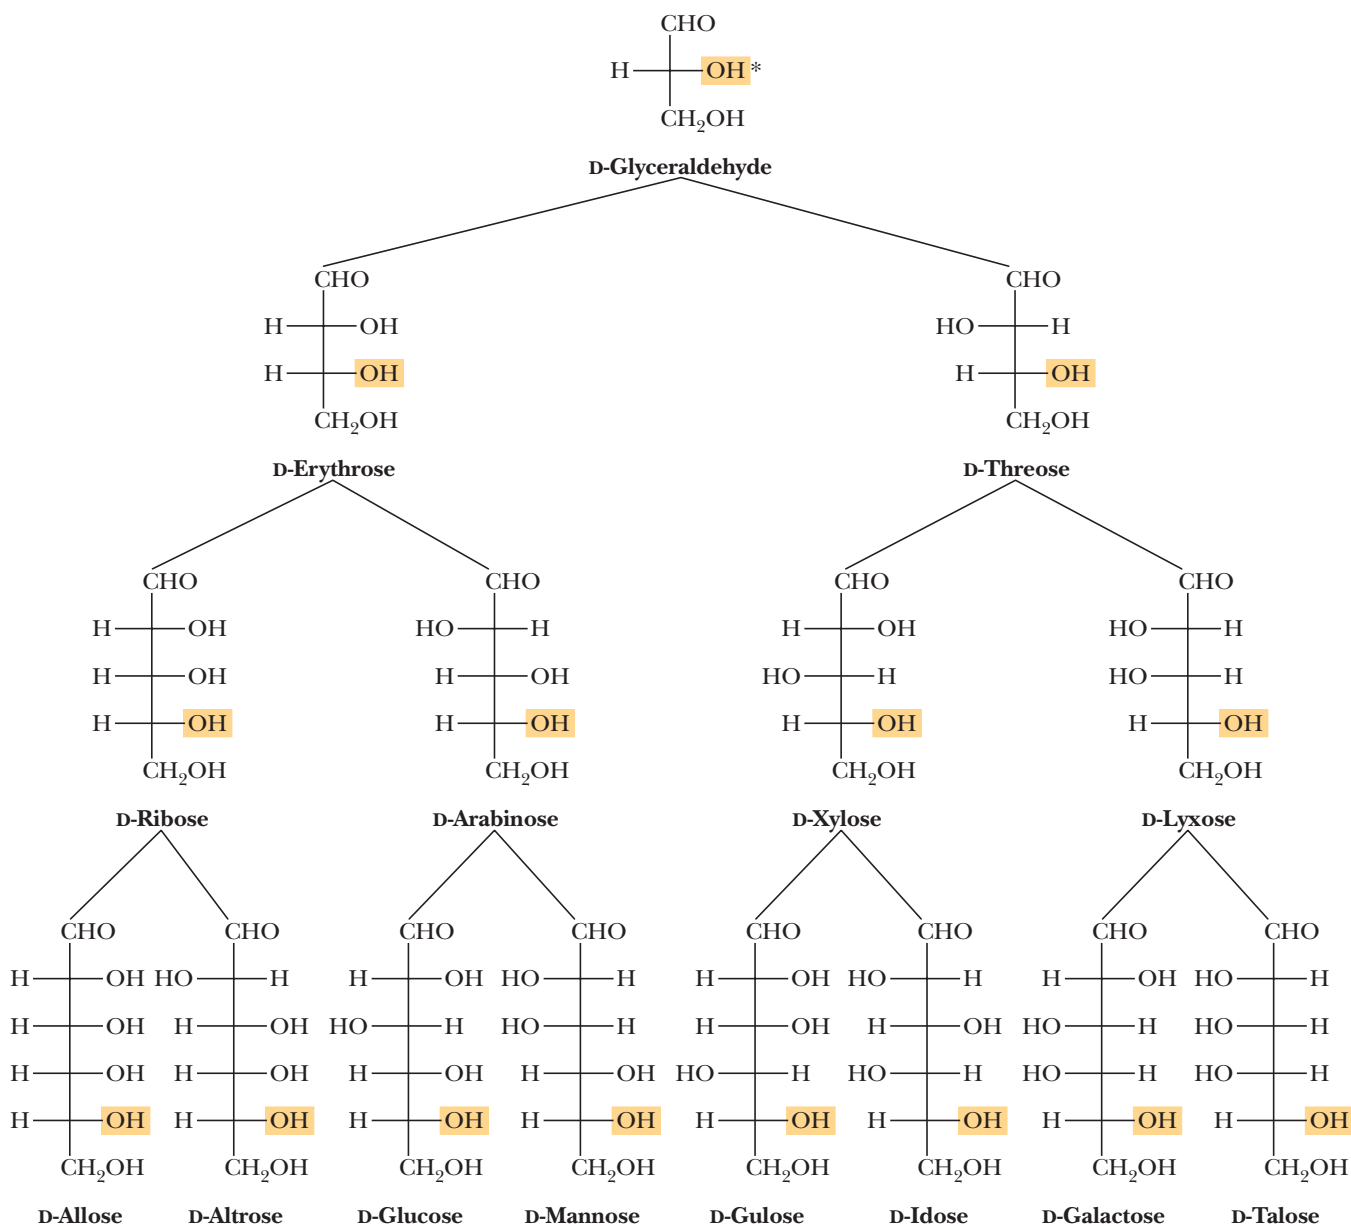 CHO
H OH*
CH₂OH
D-Glyceraldehyde
CHO CHO
H OH HO H
H OH H OH
CH₂OH CH₂OH
D-Erythrose D-Threose
CHO CHO CHO CHO
H OH HO H H OH HO H
H OH H OH HO H HO H
H OH H OH H OH H OH
CH₂OH CH₂OH CH₂OH CH₂OH
D-Ribose D-Arabinose D-Xylose D-Lyxose
CHO CHO CHO CHO CHO CHO CHO CHO
H OH HO H H OH HO H H OH HO H H OH HO H
H OH H OH HO H HO H H OH H OH HO H HO H
H OH H OH H OH H OH HO H HO H HO H HO H
H OH H OH H OH H OH H OH H OH H OH H OH
CH₂OH CH₂OH CH₂OH CH₂OH CH₂OH CH₂OH CH₂OH CH₂OH
D-Allose D-Altrose D-Glucose D-Mannose D-Gulose D-Idose D-Galactose D-Talose